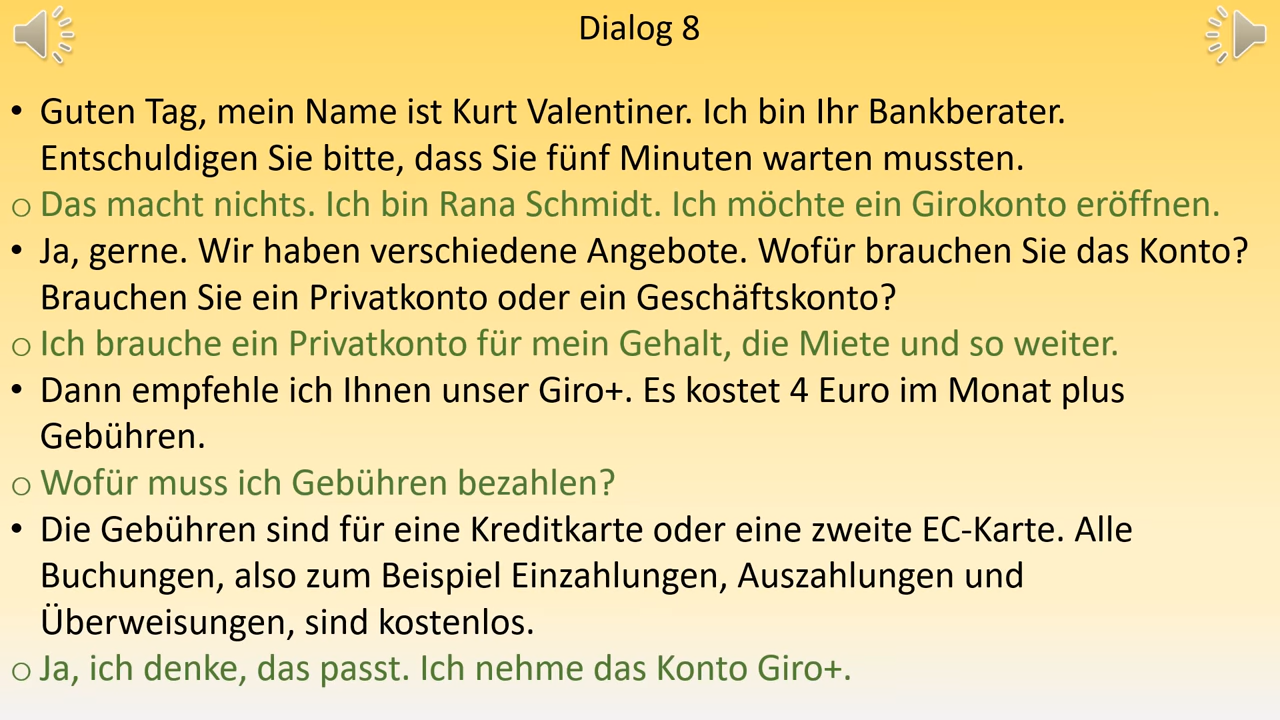 Dialog 8
• Guten Tag, mein Name ist Kurt Valentiner. Ich bin Ihr Bankberater.
Entschuldigen Sie bitte, dass Sie fünf Minuten warten mussten.
o Das macht nichts. Ich bin Rana Schmidt. Ich möchte ein Girokonto eröffnen.
• Ja, gerne. Wir haben verschiedene Angebote. Wofür brauchen Sie das Konto?
Brauchen Sie ein Privatkonto oder ein Geschäftskonto?
o Ich brauche ein Privatkonto für mein Gehalt, die Miete und so weiter.
• Dann empfehle ich Ihnen unser Giro+. Es kostet 4 Euro im Monat plus
Gebühren.
o Wofür muss ich Gebühren bezahlen?
• Die Gebühren sind für eine Kreditkarte oder eine zweite EC-Karte. Alle
Buchungen, also zum Beispiel Einzahlungen, Auszahlungen und
Überweisungen, sind kostenlos.
o Ja, ich denke, das passt. Ich nehme das Konto Giro+.